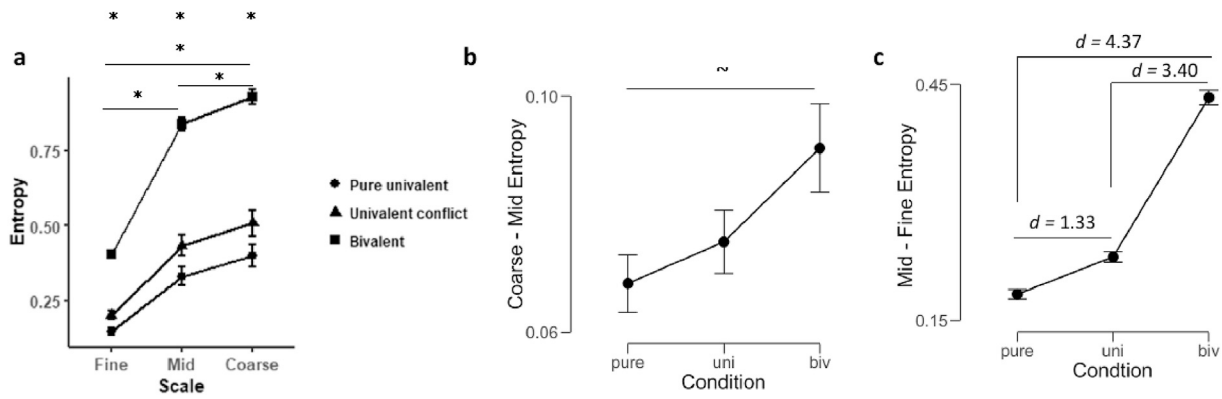 * * *
a
*
*
*
0.75
0.50
0.25
Entropy
Fine Mid Coarse
Scale
Pure univalent
Univalent conflict
Bivalent
b
~
0.10
0.06
Coarse - Mid Entropy
pure uni biv
Condition
c
d = 4.37
d = 3.40
d = 1.33
0.45
0.15
Mid - Fine Entropy
pure uni biv
Condtion